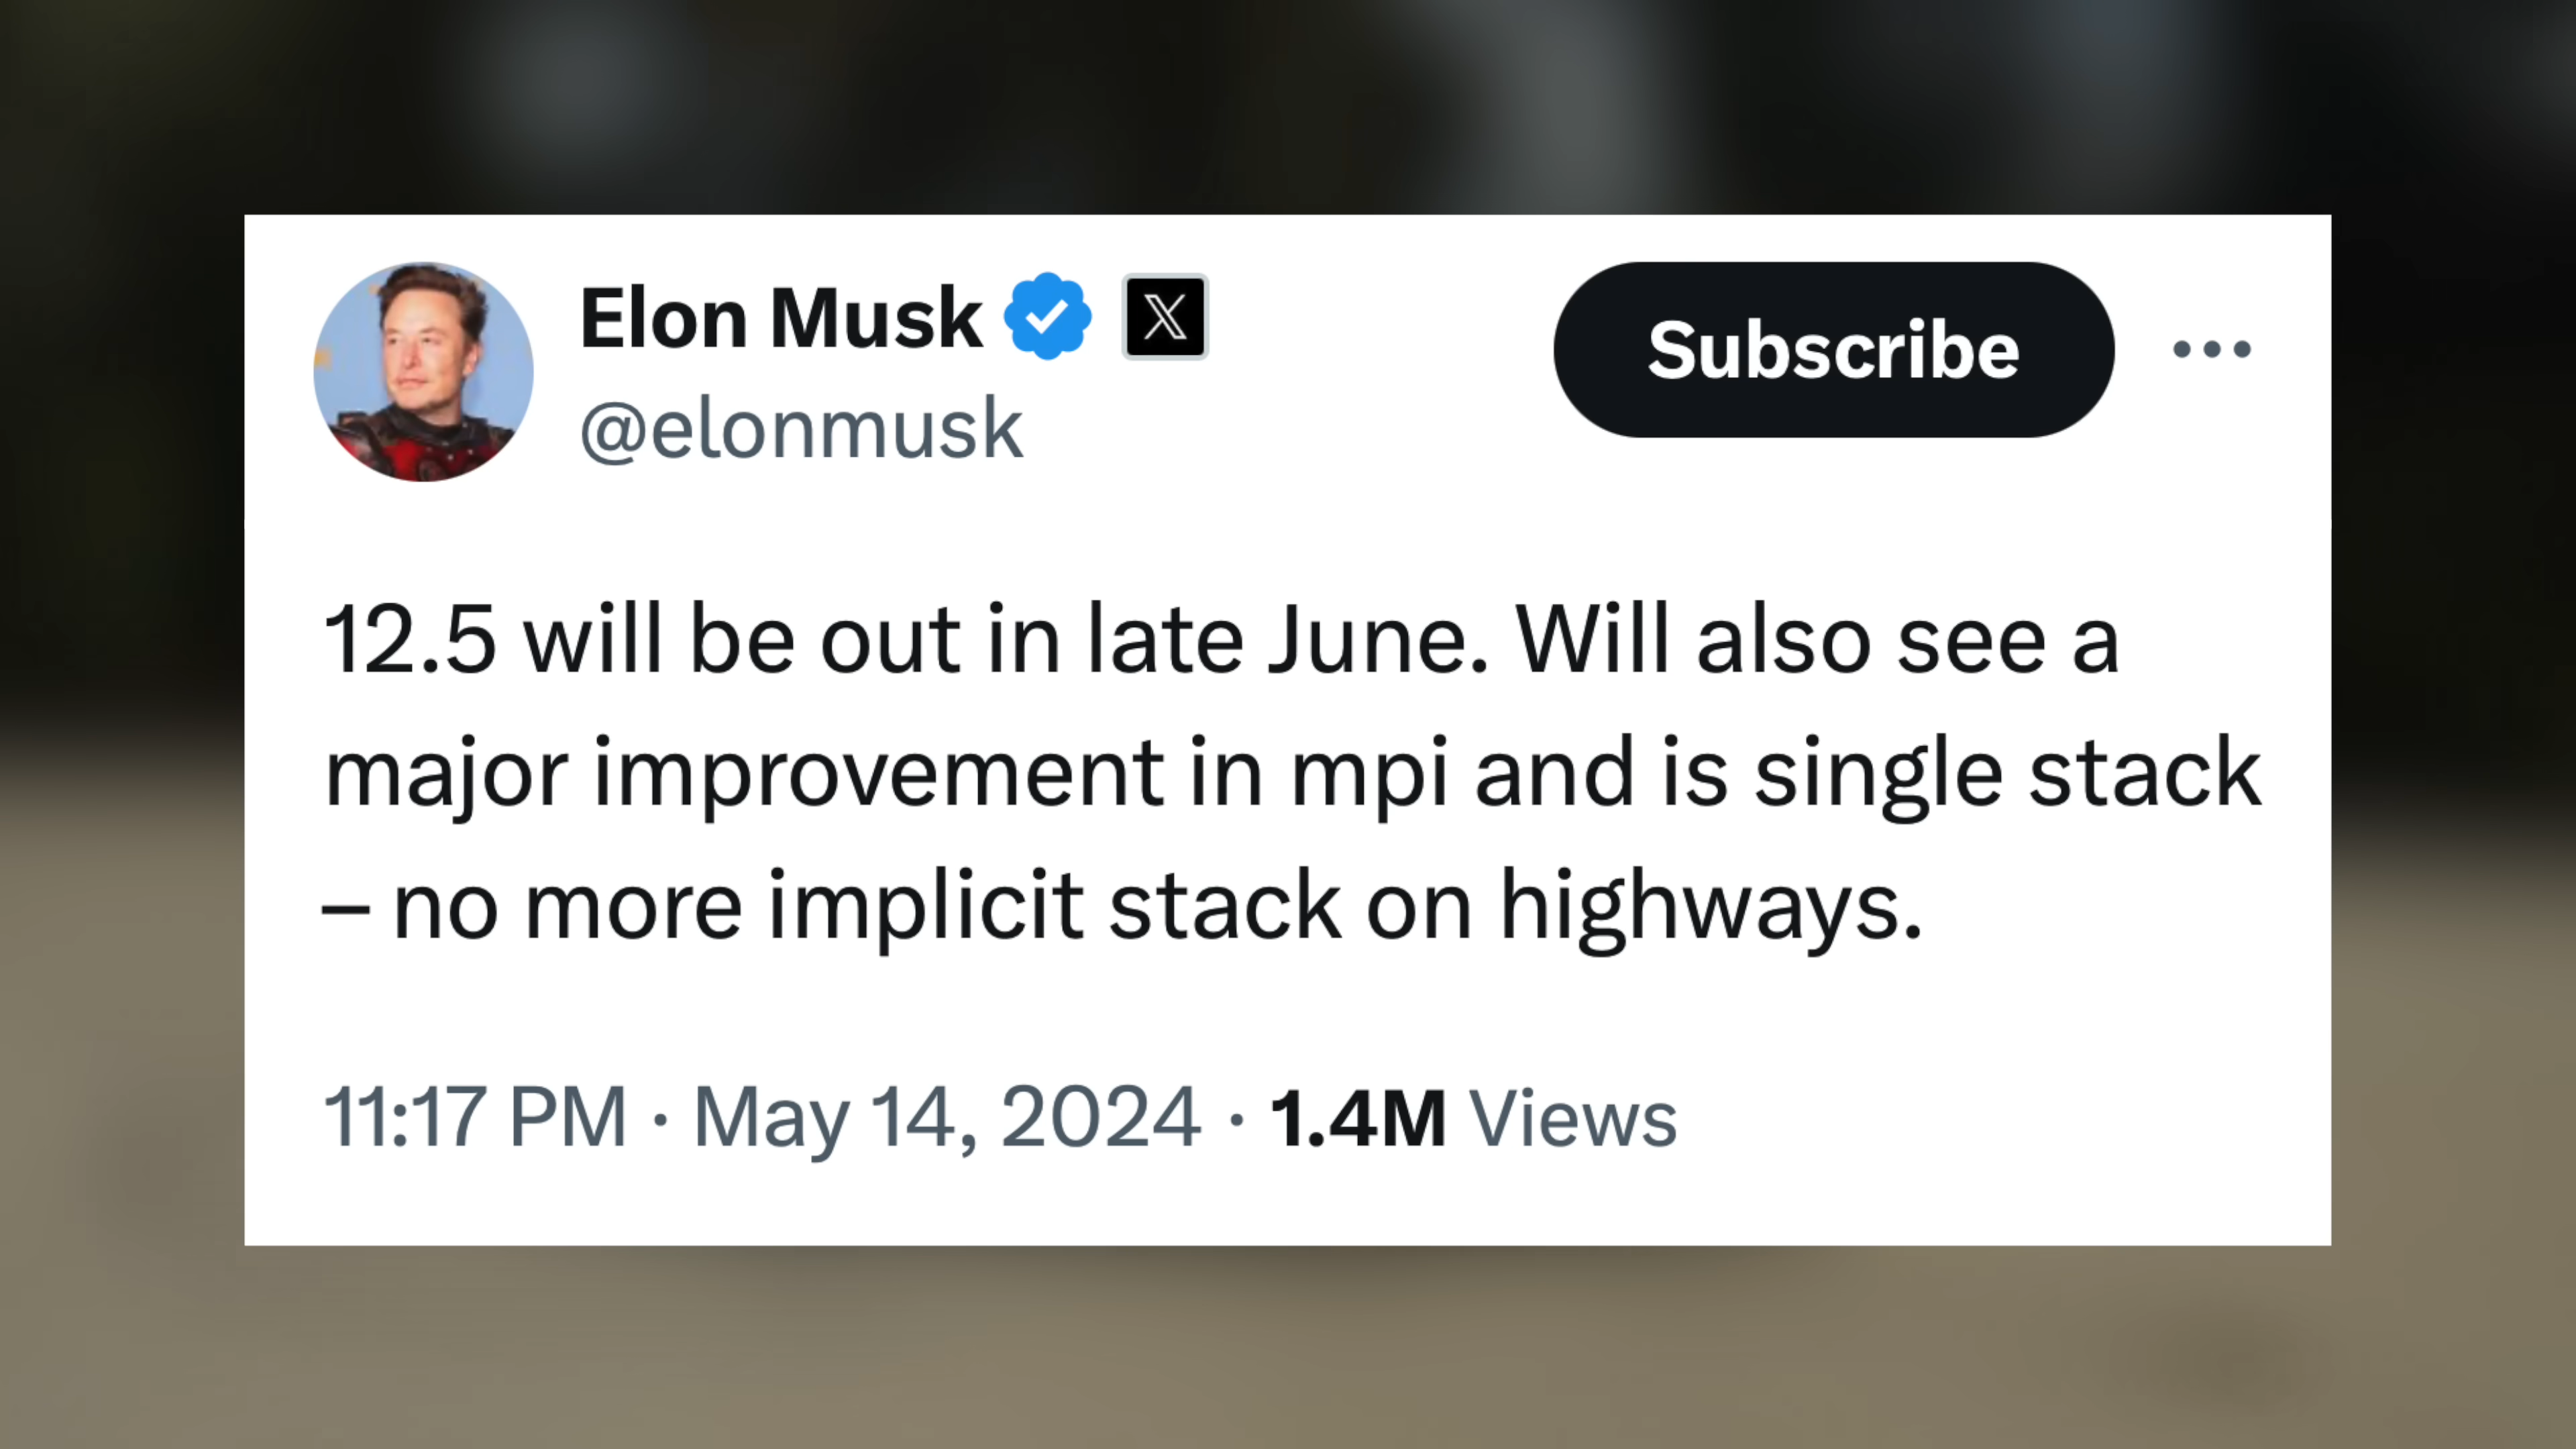 Elon Musk
@elonmusk
Subscribe
12.5 will be out in late June. Will also see a
major improvement in mpi and is single stack
– no more implicit stack on highways.
11:17 PM · May 14, 2024 · 1.4M Views